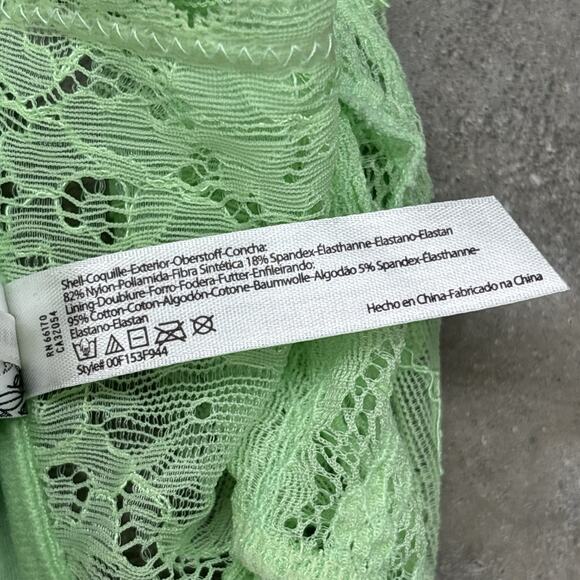 Shell-Coquille-Exterior-Oberstoff-Concha:
82% Nylon-Poliamida-Fibra Sintética 18% Spandex-Élasthanne-Elastano-Elastan
Lining-Doublure-Forro-Fodera-Futter-Enfileirando:
95% Cotton-Coton-Algodón-Cotone-Baumwolle-Algodão 5% Spandex-Élasthanne-
Elastano-Elastan
Style# 00F153F944
Hecho en China-Fabricado na China
RN 66170
CA32054